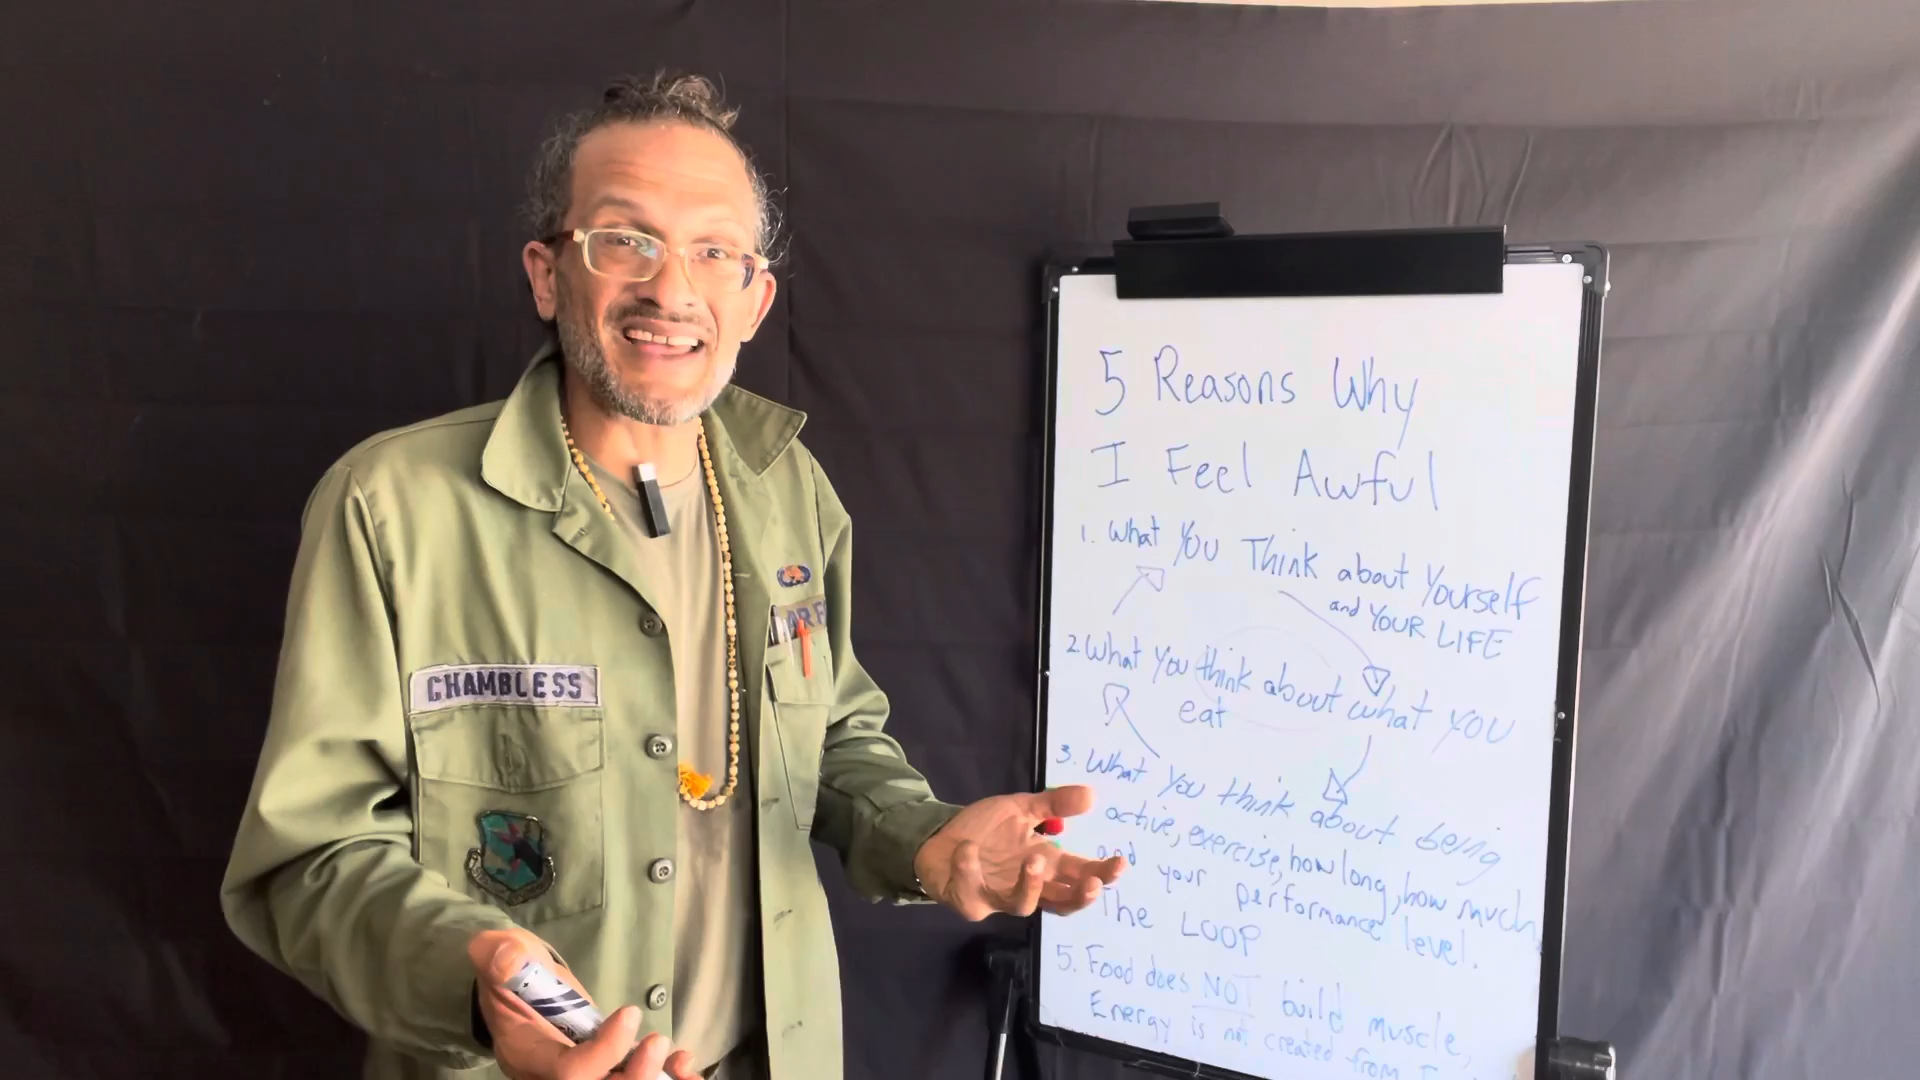 5 Reasons Why
I Feel Awful
1. What You Think about Yourself
and YOUR LIFE
2. What You think about what you
eat
3. What You think about being
active, exercise, how long, how much,
and your performance level.
The LOOP
5. Food does NOT build muscle,
Energy is not created from
CHAMBLESS